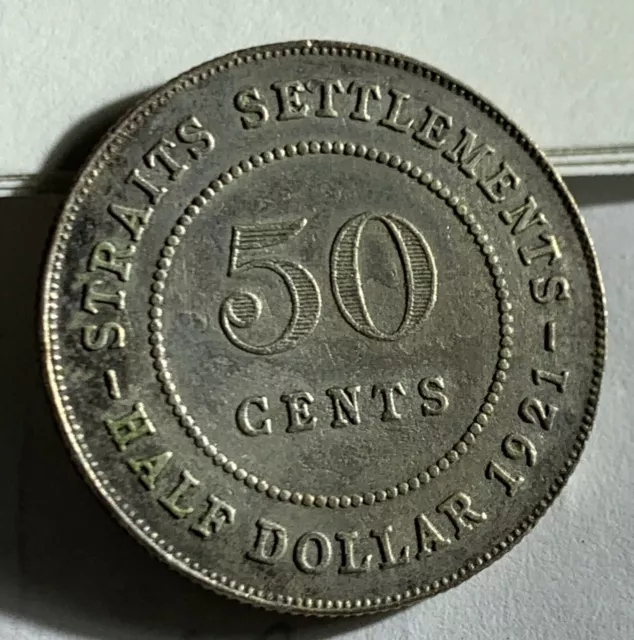 STRAITS SETTLEMENTS
50
CENTS
HALF DOLLAR 1921